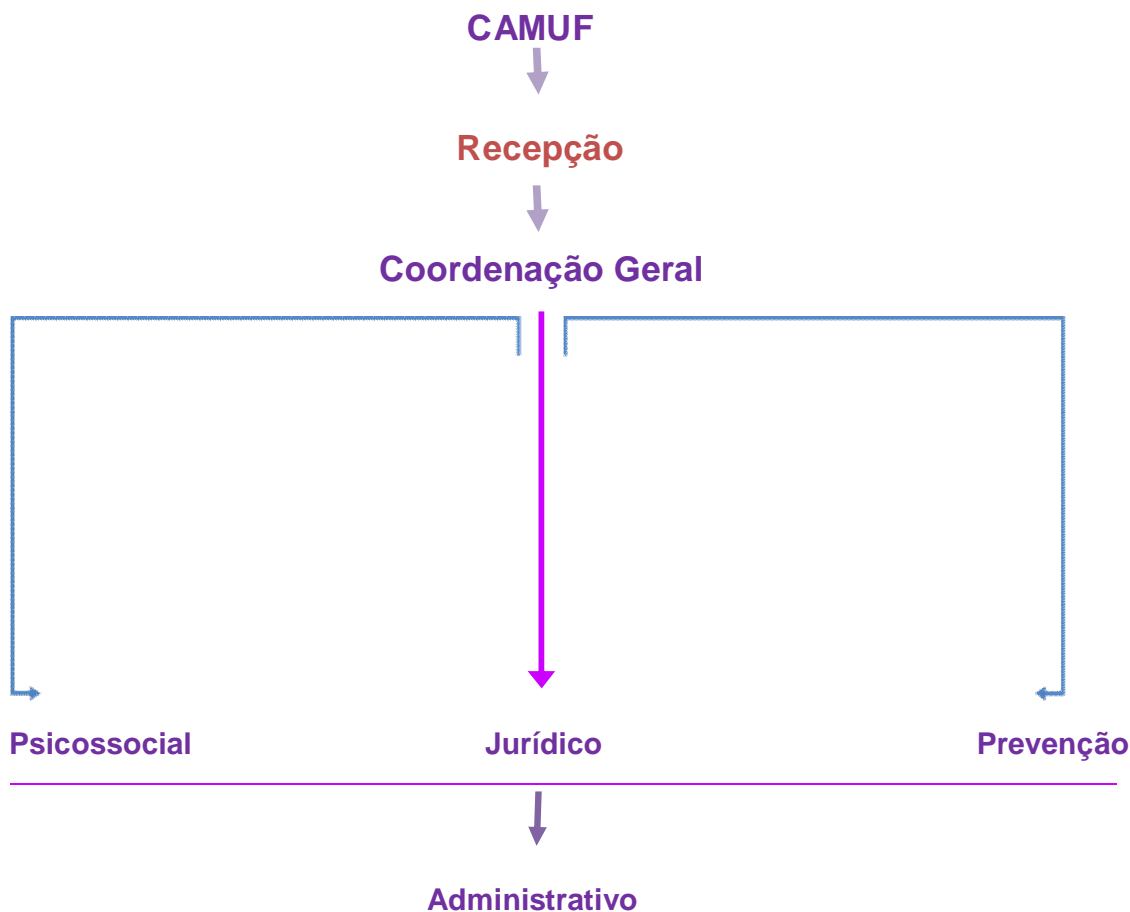 CAMUF
Recepção
Coordenação Geral
Psicossocial Jurídico Prevenção
Administrativo